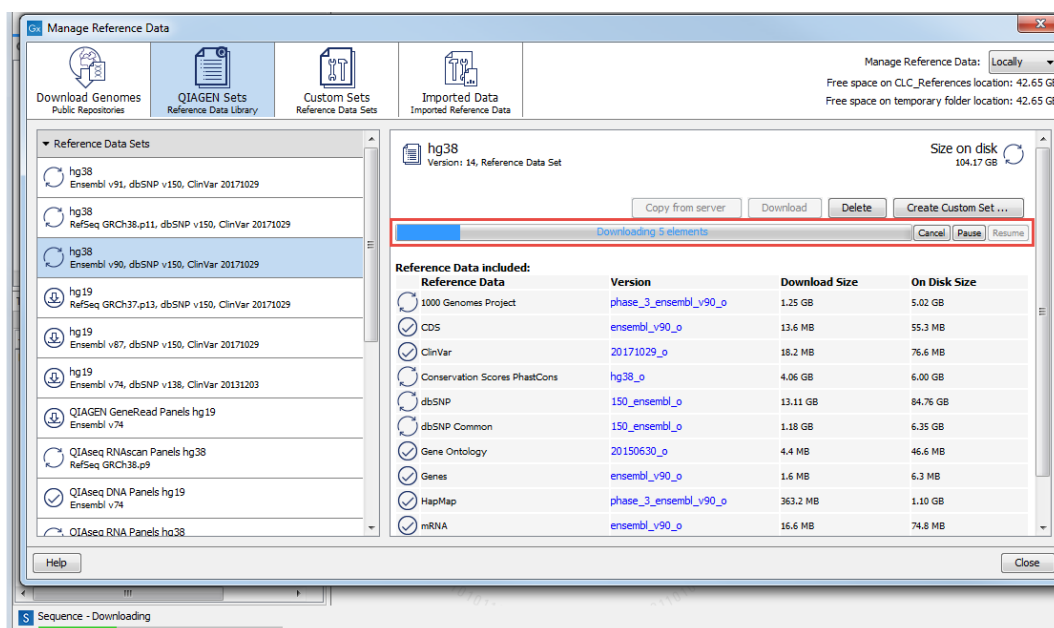 Gx Manage Reference Data
Download Genomes
Public Repositories
QIAGEN Sets
Reference Data Library
Custom Sets
Reference Data Sets
Imported Data
Imported Reference Data
Manage Reference Data: Locally
Free space on CLC_References location: 42.65 GB
Free space on temporary folder location: 42.65 GB
Reference Data Sets
hg38
Ensembl v91, dbSNP v150, ClinVar 20171029
hg38
RefSeq GRCh38.p11, dbSNP v150, ClinVar 20171029
hg38
Ensembl v90, dbSNP v150, ClinVar 20171029
hg19
RefSeq GRCh37.p13, dbSNP v150, ClinVar 20171029
hg19
Ensembl v87, dbSNP v150, ClinVar 20171029
hg19
Ensembl v74, dbSNP v138, ClinVar 20131203
QIAGEN GeneRead Panels hg19
Ensembl v74
QIAseq RNAscan Panels hg38
RefSeq GRCh38.p9
QIAseq DNA Panels hg19
Ensembl v74
QIAseq RNA Panels hg38
hg38
Version: 14, Reference Data Set
Size on disk
104.17 GB
Copy from server Download Delete Create Custom Set ...
Downloading 5 elements Cancel Pause Resume
Reference Data included:
Reference Data Version Download Size On Disk Size
1000 Genomes Project phase_3_ensembl_v90_o 1.25 GB 5.02 GB
CDS ensembl_v90_o 13.6 MB 55.3 MB
ClinVar 20171029_o 18.2 MB 76.6 MB
Conservation Scores PhastCons hg38_o 4.06 GB 6.00 GB
dbSNP 150_ensembl_o 13.11 GB 84.76 GB
dbSNP Common 150_ensembl_o 1.18 GB 6.35 GB
Gene Ontology 20150630_o 4.4 MB 46.6 MB
Genes ensembl_v90_o 1.6 MB 6.3 MB
HapMap phase_3_ensembl_v90_o 363.2 MB 1.10 GB
mRNA ensembl_v90_o 16.6 MB 74.8 MB
Help Close
S Sequence - Downloading